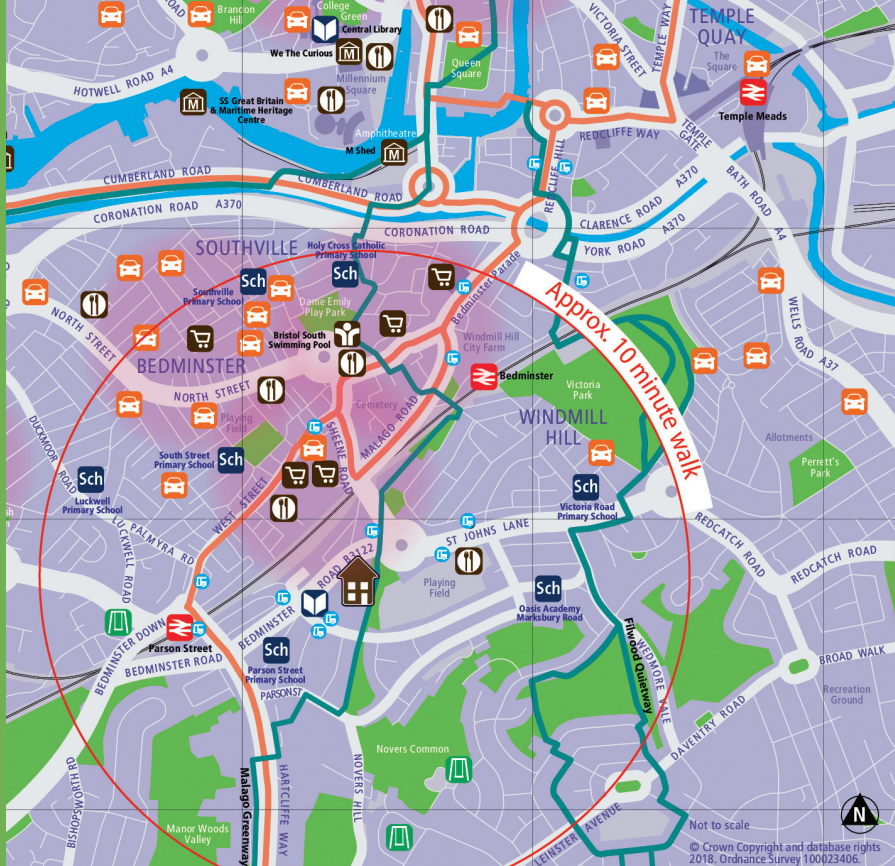 ROAD
Brandon
Hill
College
Green
Central Library
We The Curious
Millennium
Square
HOTWELL ROAD A4
SS Great Britain
& Maritime Heritage
Centre
Amphitheatre
M Shed
Queen
Square
VICTORIA STREET
TEMPLE WAY
TEMPLE
QUAY
The
Square
Temple Meads
REDCLIFFE WAY
TEMPLE
GATE
REDCLIFF HILL
CUMBERLAND ROAD
CUMBERLAND ROAD
CORONATION ROAD A370
CORONATION ROAD
CLARENCE ROAD A370
YORK ROAD A370
BATH ROAD A4
WELLS ROAD A37
SOUTHVILLE
Holy Cross Catholic
Primary School
Sch
Southville
Primary School
Sch
Dame Emily
Play Park
Bristol South
Swimming Pool
Bedminster Parade
Approx. 10 minute walk
NORTH STREET
BEDMINSTER
NORTH STREET
Windmill Hill
City Farm
Bedminster
Victoria
Park
WINDMILL
HILL
Cemetery
MALAGO ROAD
SHEENE ROAD
Playing
Field
DUCKMOOR ROAD
South Street
Primary School
Sch
Sch
Luckwell
Primary School
Sch
Victoria Road
Primary School
Allotments
Perrett's
Park
LUCKWELL ROAD
PALMYRA RD
WEST STREET
ST JOHNS LANE
REDCATCH ROAD
REDCATCH ROAD
BEDMINSTER ROAD B3122
Playing
Field
Sch
Oasis Academy
Marksbury Road
BEDMINSTER DOWN
Parson Street
BEDMINSTER ROAD
Sch
Parson Street
Primary School
PARSON ST
Filwood Quietway
WEDMORE VALE
BROAD WALK
Recreation
Ground
DAVENTRY ROAD
Novers Common
NOVERS HILL
HARTCLIFFE WAY
Malago Greenway
BISHOPSWORTH RD
Manor Woods
Valley
LEINSTER AVENUE
N
Not to scale
© Crown Copyright and database rights
2018. Ordnance Survey 100023406.